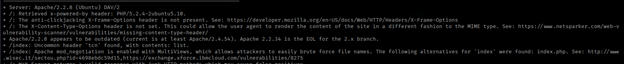 + Server: Apache/2.2.8 (Ubuntu) DAV/2
+ /: Retrieved x-powered-by header: PHP/5.2.4-2ubuntu5.10.
+ /: The anti-clickjacking X-Frame-Options header is not present. See: https://developer.mozilla.org/en-US/docs/Web/HTTP/Headers/X-Frame-Options
+ /: The X-Content-Type-Options header is not set. This could allow the user agent to render the content of the site in a different fashion to the MIME type. See: https://www.netsparker.com/web-v
ulnerability-scanner/vulnerabilities/missing-content-type-header/
+ Apache/2.2.8 appears to be outdated (current is at least Apache/2.4.54). Apache 2.2.34 is the EOL for the 2.x branch.
+ /index: Uncommon header 'tcn' found, with contents: list.
+ /index: Apache mod_negotiation is enabled with MultiViews, which allows attackers to easily brute force file names. The following alternatives for 'index' were found: index.php. See: http://www
.wisec.it/sectou.php?id=4698ebdc59d15,https://exchange.xforce.ibmcloud.com/vulnerabilities/8275